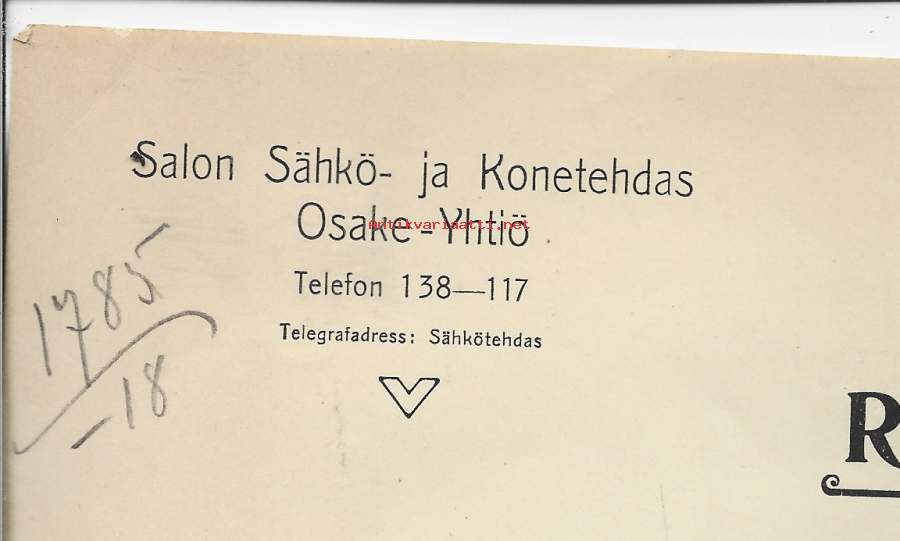 Salon Sähkö- ja Konetehdas
Osake-Yhtiö
Antikvariaatti.net
Telefon 138—117
Telegrafadress: Sähkötehdas
1785
-18
R